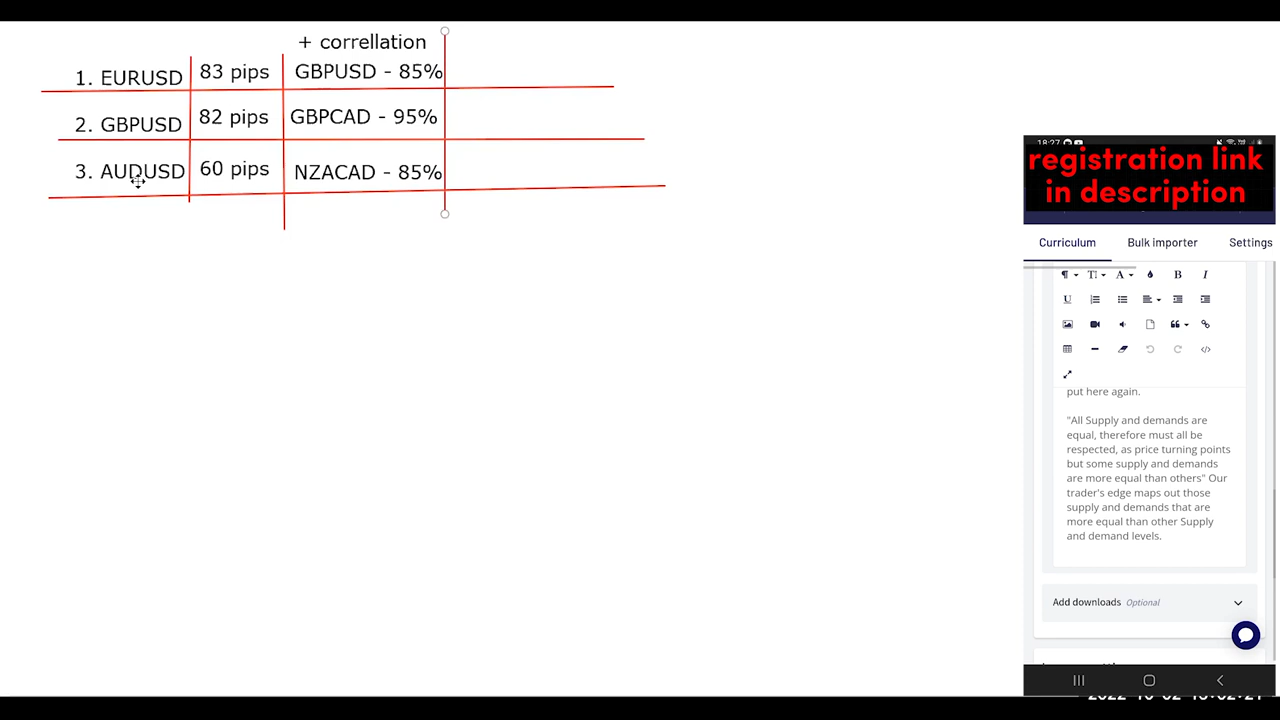 + correllation
1. EURUSD 83 pips GBPUSD - 85%
2. GBPUSD 82 pips GBPCAD - 95%
3. AUDUSD 60 pips NZACAD - 85%
18:27
registration link
in description
Curriculum Bulk importer Settings
put here again.
"All Supply and demands are
equal, therefore must all be
respected, as price turning points
but some supply and demands
are more equal than others" Our
trader's edge maps out those
supply and demands that are
more equal than other Supply
and demand levels.
Add downloads Optional